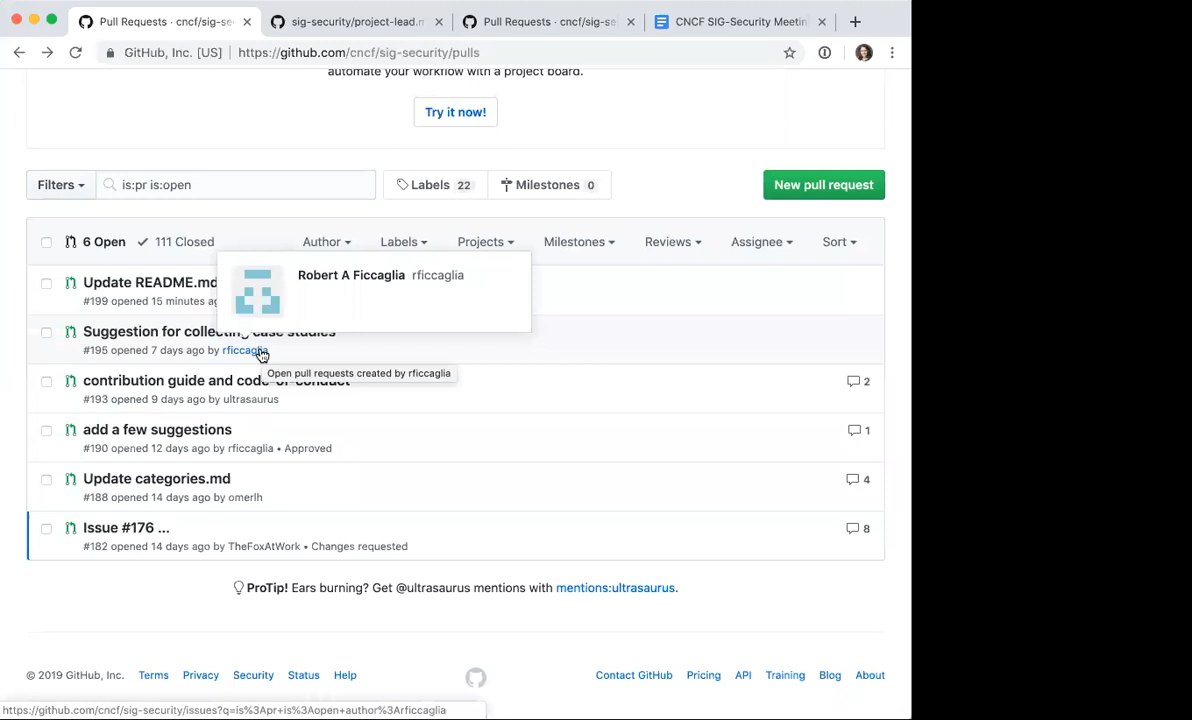 Pull Requests · cncf/sig-sec
sig-security/project-lead.m
Pull Requests · cncf/sig-se
CNCF SIG-Security Meetin
GitHub, Inc. [US]
https://github.com/cncf/sig-security/pulls
automate your workflow with a project board.
Try it now!
Filters
is:pr is:open
Labels 22
Milestones 0
New pull request
6 Open
111 Closed
Author
Labels
Projects
Milestones
Reviews
Assignee
Sort
Robert A Ficcaglia rficcaglia
Update README.md
#199 opened 15 minutes ag
Suggestion for collecting case studies
#195 opened 7 days ago by rficcaglia
Open pull requests created by rficcaglia
contribution guide and code-of-conduct
2
#193 opened 9 days ago by ultrasaurus
add a few suggestions
1
#190 opened 12 days ago by rficcaglia • Approved
Update categories.md
4
#188 opened 14 days ago by omerlh
Issue #176 ...
8
#182 opened 14 days ago by TheFoxAtWork • Changes requested
ProTip! Ears burning? Get @ultrasaurus mentions with mentions:ultrasaurus.
© 2019 GitHub, Inc.
Terms
Privacy
Security
Status
Help
Contact GitHub
Pricing
API
Training
Blog
About
https://github.com/cncf/sig-security/issues?q=is%3Apr+is%3Aopen+author%3Arficcaglia